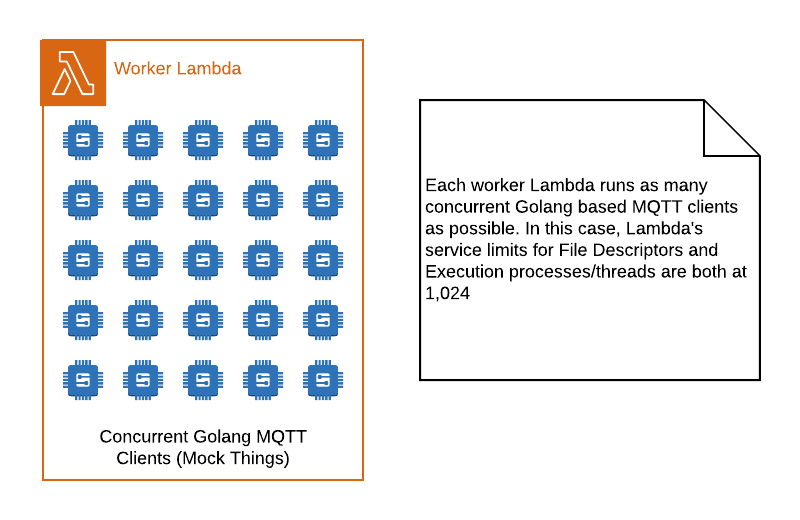 Worker Lambda
Concurrent Golang MQTT
Clients (Mock Things)
Each worker Lambda runs as many
concurrent Golang based MQTT clients
as possible. In this case, Lambda's
service limits for File Descriptors and
Execution processes/threads are both at
1,024